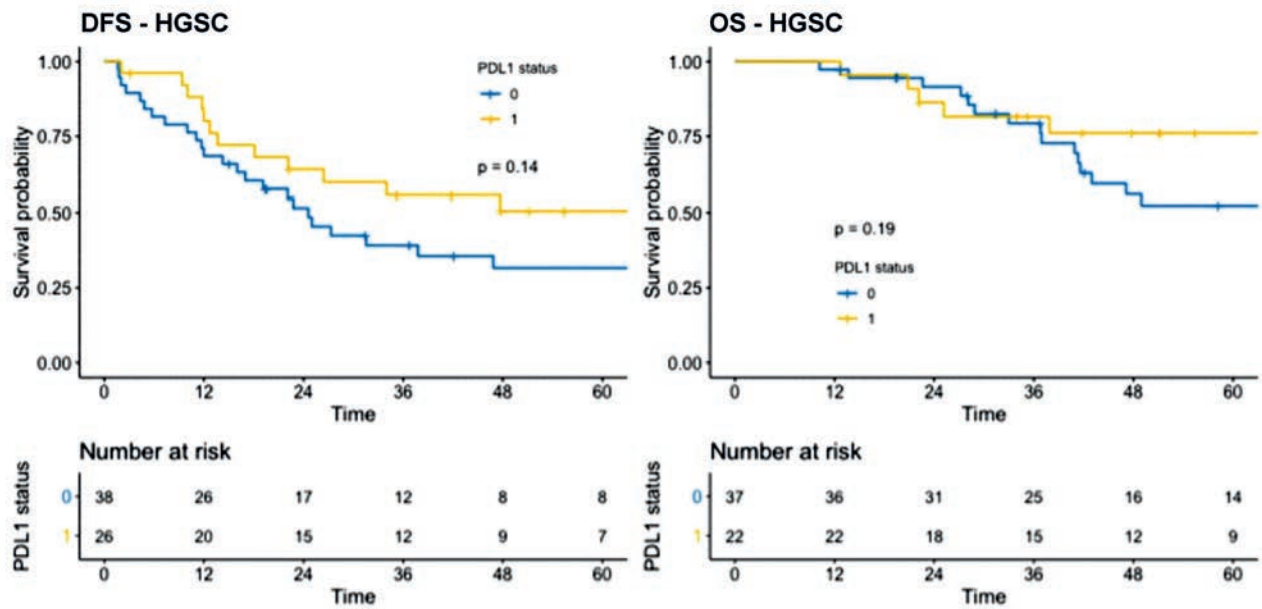 DFS - HGSC
1.00
0.75
0.50
0.25
0.00
Survival probability
PDL1 status
0
1
p = 0.14
0 12 24 36 48 60
Time
Number at risk
PDL1 status
0 38 26 17 12 8 8
1 26 20 15 12 9 7
0 12 24 36 48 60
Time
OS - HGSC
1.00
0.75
0.50
0.25
0.00
Survival probability
p = 0.19
PDL1 status
0
1
0 12 24 36 48 60
Time
Number at risk
PDL1 status
0 37 36 31 25 16 14
1 22 22 18 15 12 9
0 12 24 36 48 60
Time